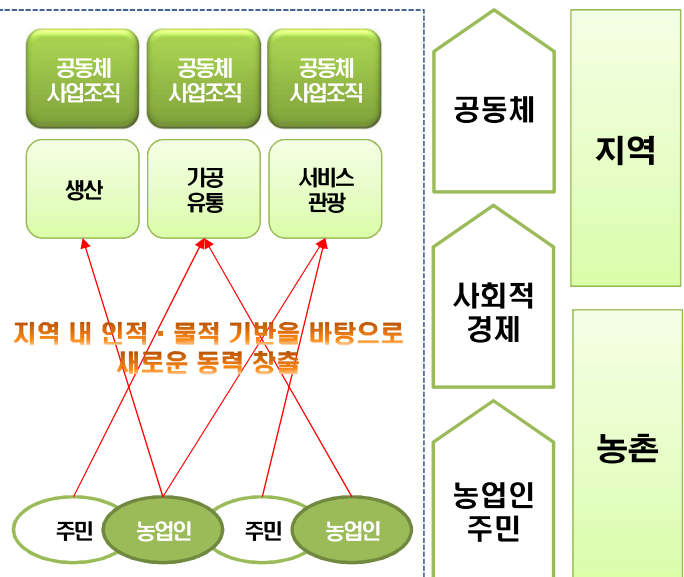 공동체
사업조직
공동체
사업조직
공동체
사업조직
생산
가공
유통
서비스
관광
지역 내 인적·물적 기반을 바탕으로
새로운 동력 창출
주민
농업인
주민
농업인
공동체
사회적
경제
농업인
주민
지역
농촌